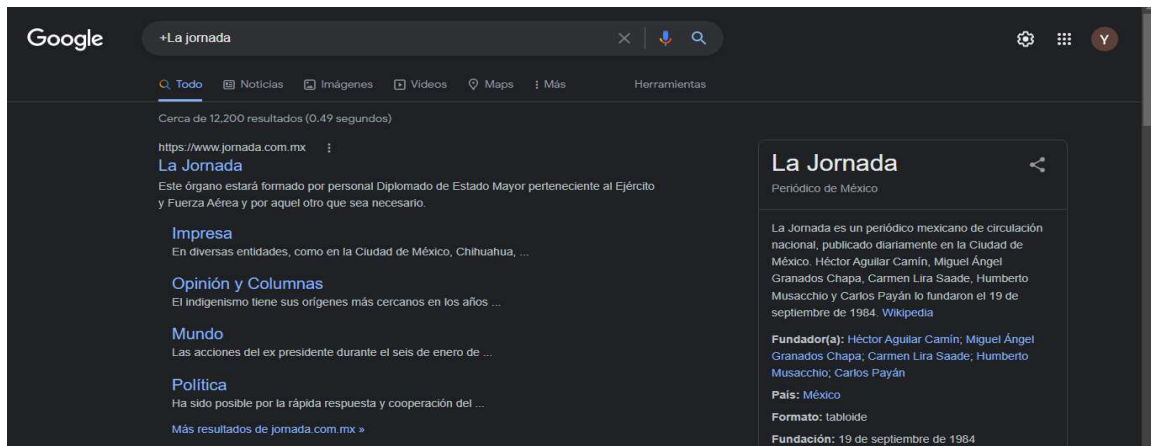 Google
+La jornada
Y
Todo
Noticias
Imágenes
Videos
Maps
Más
Herramientas
Cerca de 12,200 resultados (0.49 segundos)
https://www.jornada.com.mx
La Jornada
Este órgano estará formado por personal Diplomado de Estado Mayor perteneciente al Ejército
y Fuerza Aérea y por aquel otro que sea necesario.
Impresa
En diversas entidades, como en la Ciudad de México, Chihuahua, ...
Opinión y Columnas
El indigenismo tiene sus orígenes más cercanos en los años ...
Mundo
Las acciones del ex presidente durante el seis de enero de ...
Política
Ha sido posible por la rápida respuesta y cooperación del ...
Más resultados de jornada.com.mx »
La Jornada
Periódico de México
La Jornada es un periódico mexicano de circulación
nacional, publicado diariamente en la Ciudad de
México. Héctor Aguilar Camín, Miguel Ángel
Granados Chapa, Carmen Lira Saade, Humberto
Musacchio y Carlos Payán lo fundaron el 19 de
septiembre de 1984. Wikipedia
Fundador(a): Héctor Aguilar Camín; Miguel Ángel
Granados Chapa; Carmen Lira Saade; Humberto
Musacchio; Carlos Payán
País: México
Formato: tabloide
Fundación: 19 de septiembre de 1984